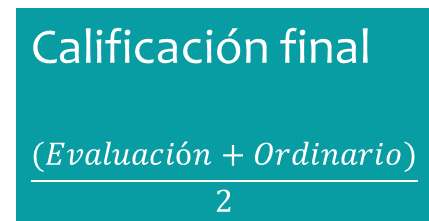 Calificación final
(Evaluación + Ordinario)
2